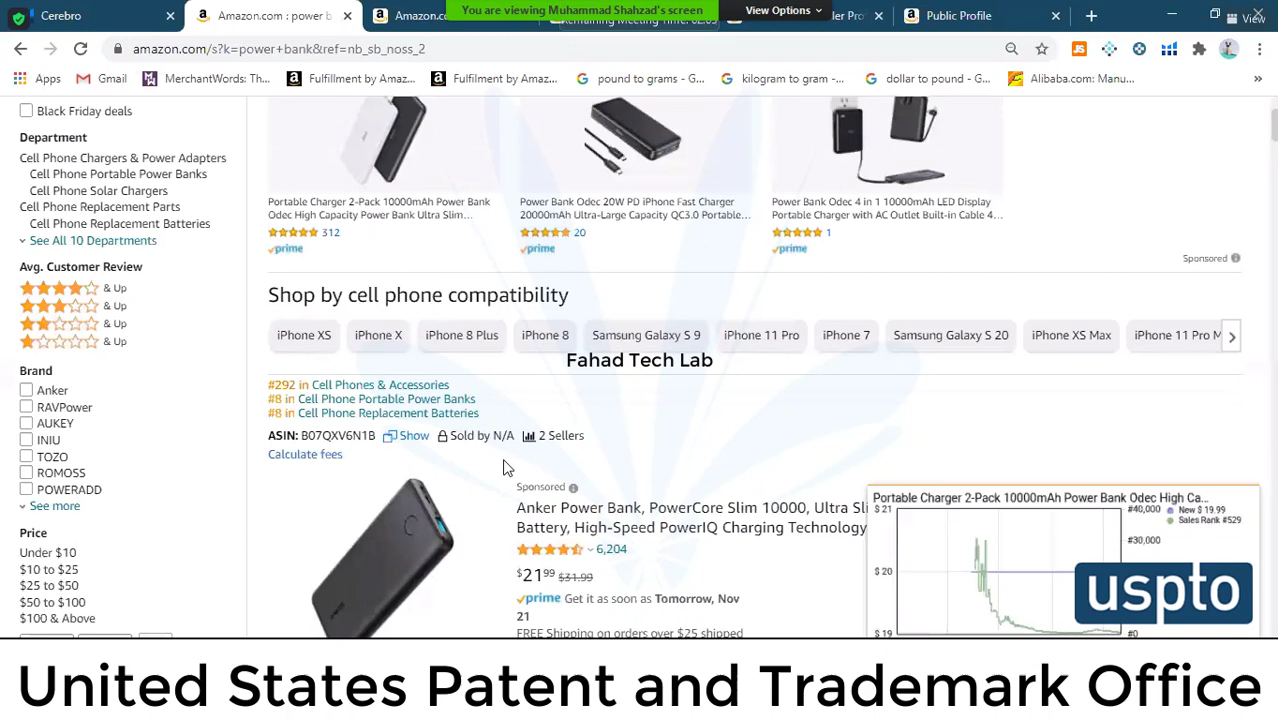 Cerebro
Amazon.com : power b
Amazon.co
You are viewing Muhammad Shahzad's screen
View Options
Remaining Meeting
Public Profile
View
amazon.com/s?k=power+bank&ref=nb_sb_noss_2
Apps
Gmail
MerchantWords: Th...
Fulfillment by Amaz...
Fulfilment by Amaz...
pound to grams - G...
kilogram to gram -...
dollar to pound - G...
Alibaba.com: Manu...
Black Friday deals
Department
Cell Phone Chargers & Power Adapters
Cell Phone Portable Power Banks
Cell Phone Solar Chargers
Cell Phone Replacement Parts
Cell Phone Replacement Batteries
See All 10 Departments
Avg. Customer Review
& Up
& Up
& Up
& Up
Brand
Anker
RAVPower
AUKEY
INIU
TOZO
ROMOSS
POWERADD
See more
Price
Under $10
$10 to $25
$25 to $50
$50 to $100
$100 & Above
Portable Charger 2-Pack 10000mAh Power Bank
Odec High Capacity Power Bank Ultra Slim...
312
prime
Power Bank Odec 20W PD iPhone Fast Charger
20000mAh Ultra-Large Capacity QC3.0 Portable...
20
prime
Power Bank Odec 4 in 1 10000mAh LED Display
Portable Charger with AC Outlet Built-in Cable 4...
1
prime
Sponsored
Shop by cell phone compatibility
iPhone XS
iPhone X
iPhone 8 Plus
iPhone 8
Samsung Galaxy S 9
iPhone 11 Pro
iPhone 7
Samsung Galaxy S 20
iPhone XS Max
iPhone 11 Pro M
Fahad Tech Lab
#292 in Cell Phones & Accessories
#8 in Cell Phone Portable Power Banks
#8 in Cell Phone Replacement Batteries
ASIN: B07QXV6N1B Show Sold by N/A 2 Sellers
Calculate fees
Sponsored
Anker Power Bank, PowerCore Slim 10000, Ultra Sli
Battery, High-Speed PowerIQ Charging Technology
6,204
$2199 $31.99
prime Get it as soon as Tomorrow, Nov
21
FREE Shipping on orders over $25 shipped
Portable Charger 2-Pack 10000mAh Power Bank Odec High Ca...
$ 21
$ 20
$ 19
#40,000
#30,000
#0
New $ 19.99
Sales Rank #529
uspto
United States Patent and Trademark Office